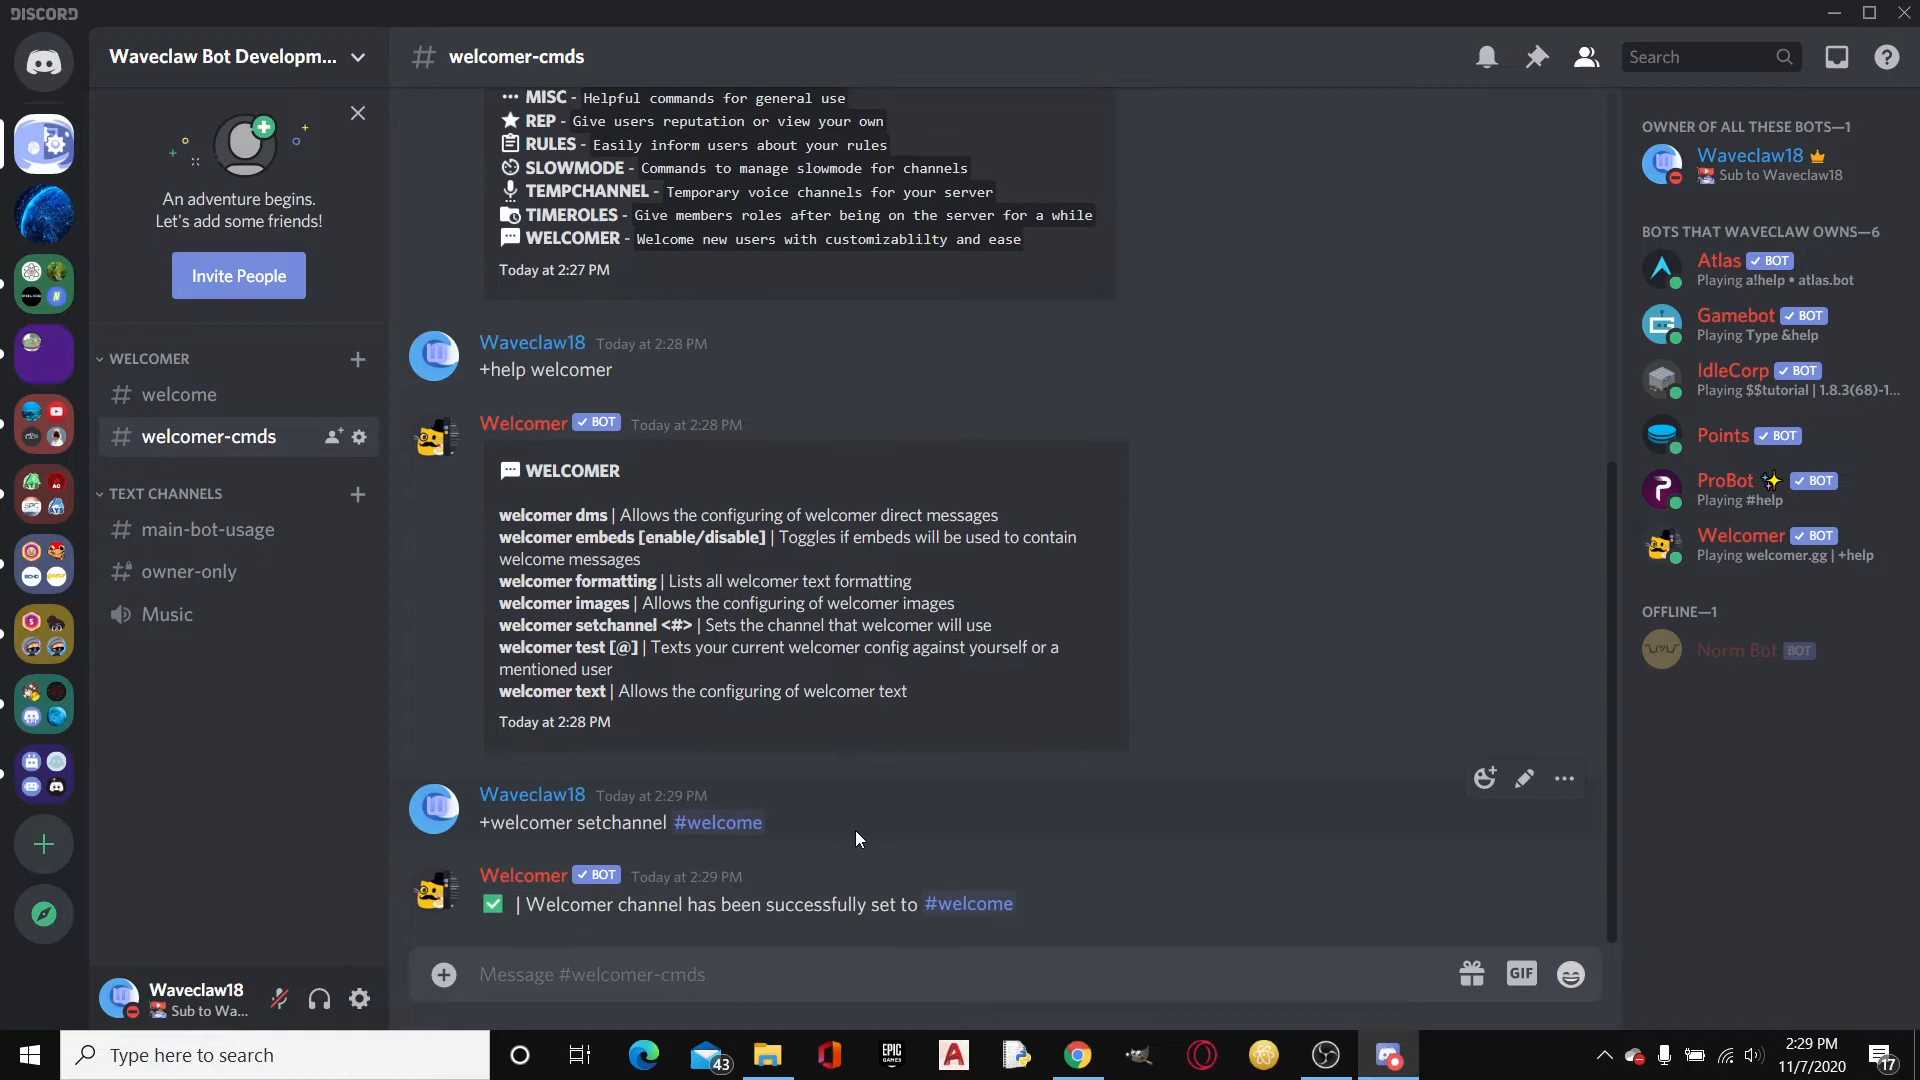 DISCORD
Waveclaw Bot Developm...
# welcomer-cmds
Search
An adventure begins.
Let's add some friends!
Invite People
WELCOMER
welcome
welcomer-cmds
TEXT CHANNELS
main-bot-usage
owner-only
Music
Waveclaw18
Sub to Wa...
MISC - Helpful commands for general use
REP - Give users reputation or view your own
RULES - Easily inform users about your rules
SLOWMODE - Commands to manage slowmode for channels
TEMPCHANNEL - Temporary voice channels for your server
TIMEROLES - Give members roles after being on the server for a while
WELCOMER - Welcome new users with customizablilty and ease
Today at 2:27 PM
Waveclaw18 Today at 2:28 PM
+help welcomer
Welcomer ✓ BOT Today at 2:28 PM
WELCOMER
welcomer dms | Allows the configuring of welcomer direct messages
welcomer embeds [enable/disable] | Toggles if embeds will be used to contain
welcome messages
welcomer formatting | Lists all welcomer text formatting
welcomer images | Allows the configuring of welcomer images
welcomer setchannel <#> | Sets the channel that welcomer will use
welcomer test [@] | Texts your current welcomer config against yourself or a
mentioned user
welcomer text | Allows the configuring of welcomer text
Today at 2:28 PM
Waveclaw18 Today at 2:29 PM
+welcomer setchannel #welcome
Welcomer ✓ BOT Today at 2:29 PM
✅ | Welcomer channel has been successfully set to #welcome
Message #welcomer-cmds
GIF
OWNER OF ALL THESE BOTS—1
Waveclaw18
Sub to Waveclaw18
BOTS THAT WAVECLAW OWNS—6
Atlas ✓ BOT
Playing a!help • atlas.bot
Gamebot ✓ BOT
Playing Type &help
IdleCorp ✓ BOT
Playing $$tutorial | 1.8.3(68)-1...
Points ✓ BOT
ProBot ✨ ✓ BOT
Playing #help
Welcomer ✓ BOT
Playing welcomer.gg | +help
OFFLINE—1
Norm Bot BOT
Type here to search
43
EPIC
GAMES
2:29 PM
11/7/2020
17